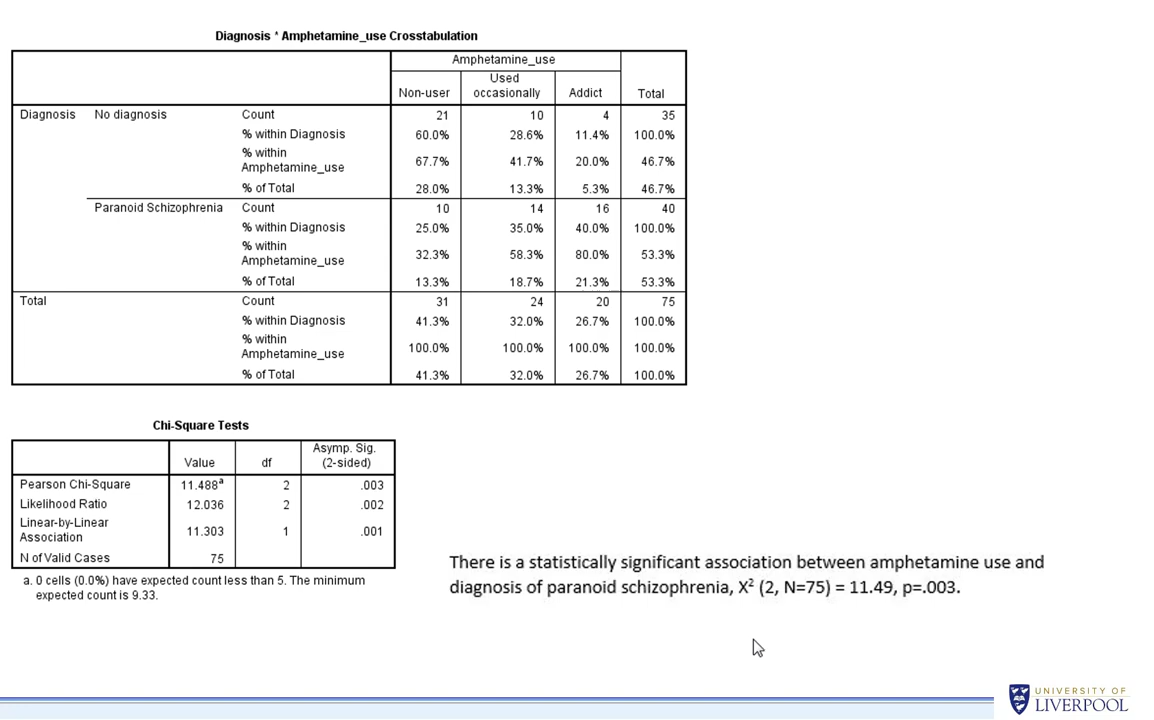 Diagnosis * Amphetamine_use Crosstabulation
Amphetamine_use
Non-user Used occasionally Addict Total
Diagnosis No diagnosis Count 21 10 4 35
% within Diagnosis 60.0% 28.6% 11.4% 100.0%
% within Amphetamine_use 67.7% 41.7% 20.0% 46.7%
% of Total 28.0% 13.3% 5.3% 46.7%
Paranoid Schizophrenia Count 10 14 16 40
% within Diagnosis 25.0% 35.0% 40.0% 100.0%
% within Amphetamine_use 32.3% 58.3% 80.0% 53.3%
% of Total 13.3% 18.7% 21.3% 53.3%
Total Count 31 24 20 75
% within Diagnosis 41.3% 32.0% 26.7% 100.0%
% within Amphetamine_use 100.0% 100.0% 100.0% 100.0%
% of Total 41.3% 32.0% 26.7% 100.0%
Chi-Square Tests
Value df Asymp. Sig. (2-sided)
Pearson Chi-Square 11.488a 2 .003
Likelihood Ratio 12.036 2 .002
Linear-by-Linear Association 11.303 1 .001
N of Valid Cases 75
a. 0 cells (0.0%) have expected count less than 5. The minimum
expected count is 9.33.
There is a statistically significant association between amphetamine use and
diagnosis of paranoid schizophrenia, X² (2, N=75) = 11.49, p=.003.
UNIVERSITY OF
LIVERPOOL